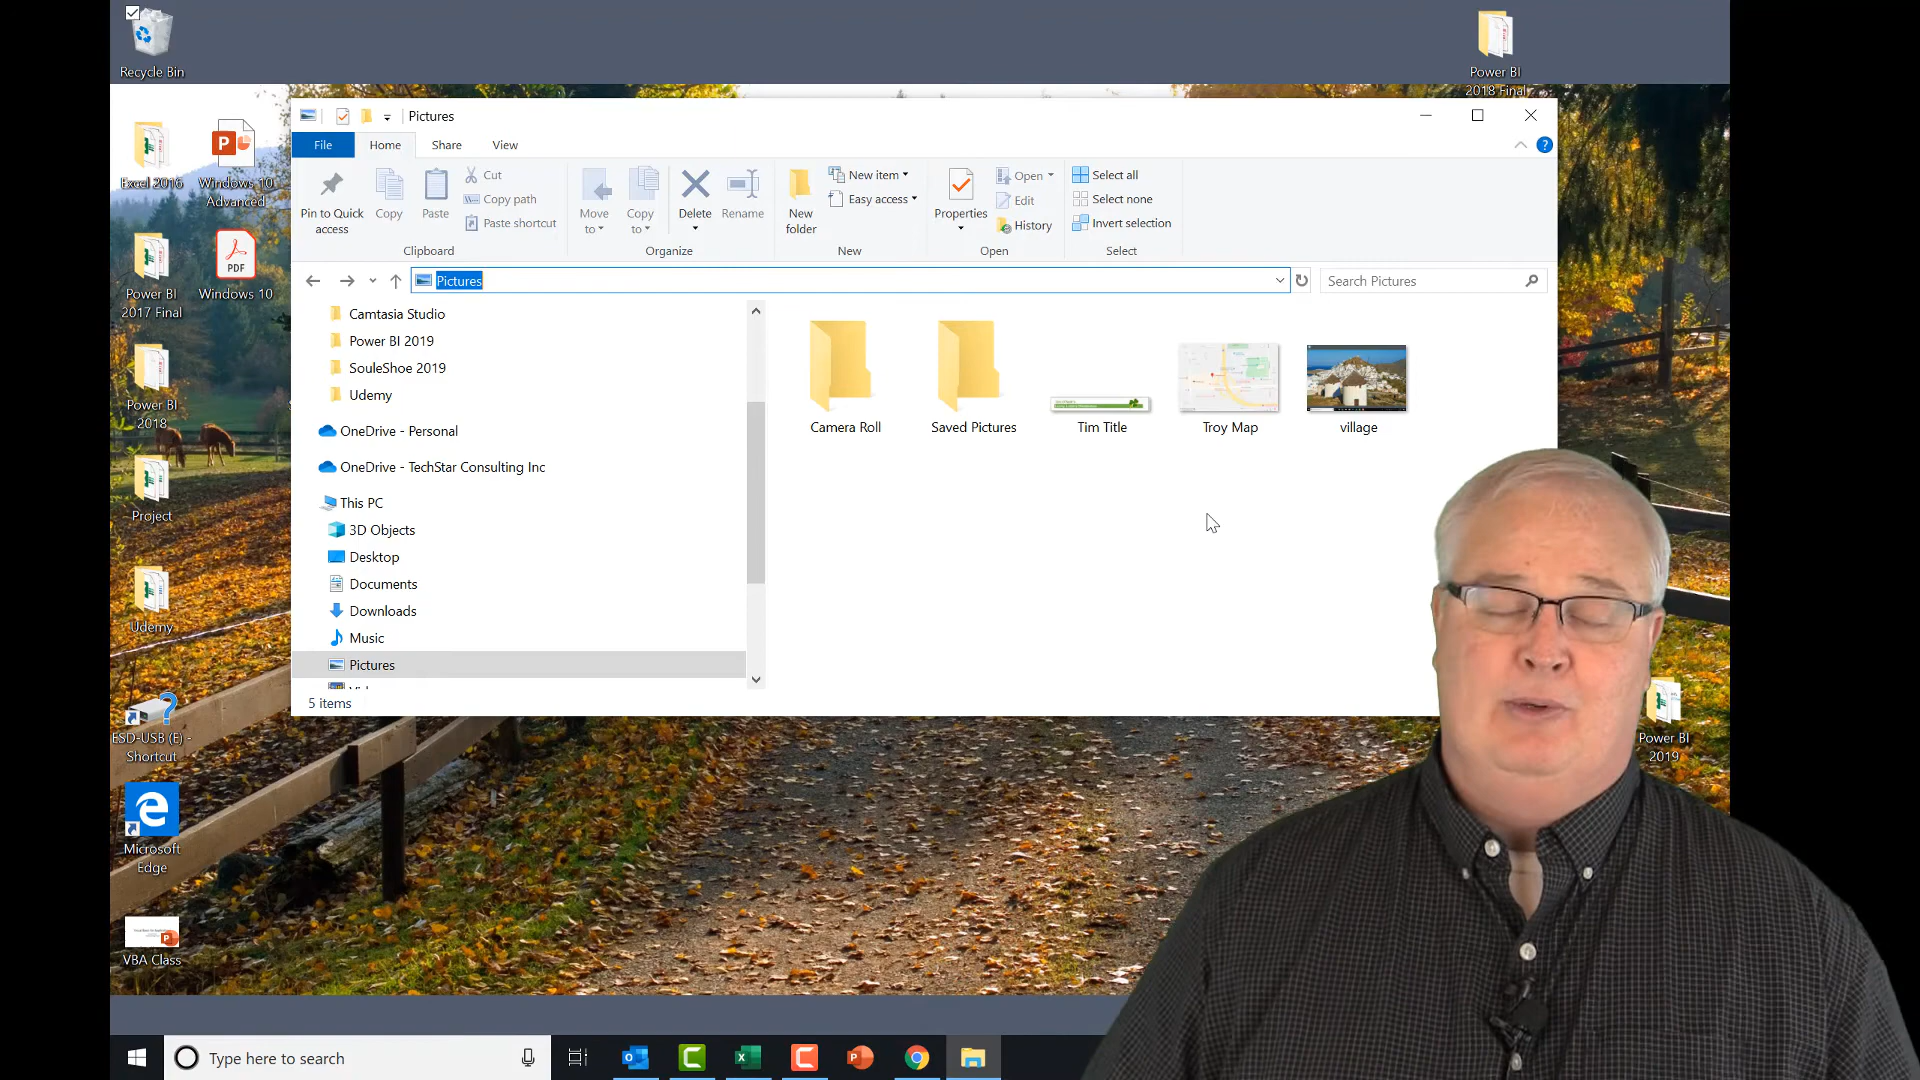 Recycle Bin
Power BI
2018 Final
Excel 2016
Windows 10
Advanced
Power BI
2017 Final
PDF
Windows 10
Power BI
2018
Project
Udemy
ESD-USB (E) -
Shortcut
Microsoft
Edge
VBA Class
Power BI
2019
Pictures
File
Home
Share
View
Pin to Quick
access
Copy
Paste
Cut
Copy path
Paste shortcut
Clipboard
Move
to
Copy
to
Delete
Rename
Organize
New
folder
New item
Easy access
New
Properties
Open
Edit
History
Open
Select all
Select none
Invert selection
Select
Pictures
Search Pictures
Camtasia Studio
Power BI 2019
SouleShoe 2019
Udemy
OneDrive - Personal
OneDrive - TechStar Consulting Inc
This PC
3D Objects
Desktop
Documents
Downloads
Music
Pictures
Camera Roll
Saved Pictures
Tim Title
Troy Map
village
5 items
Type here to search